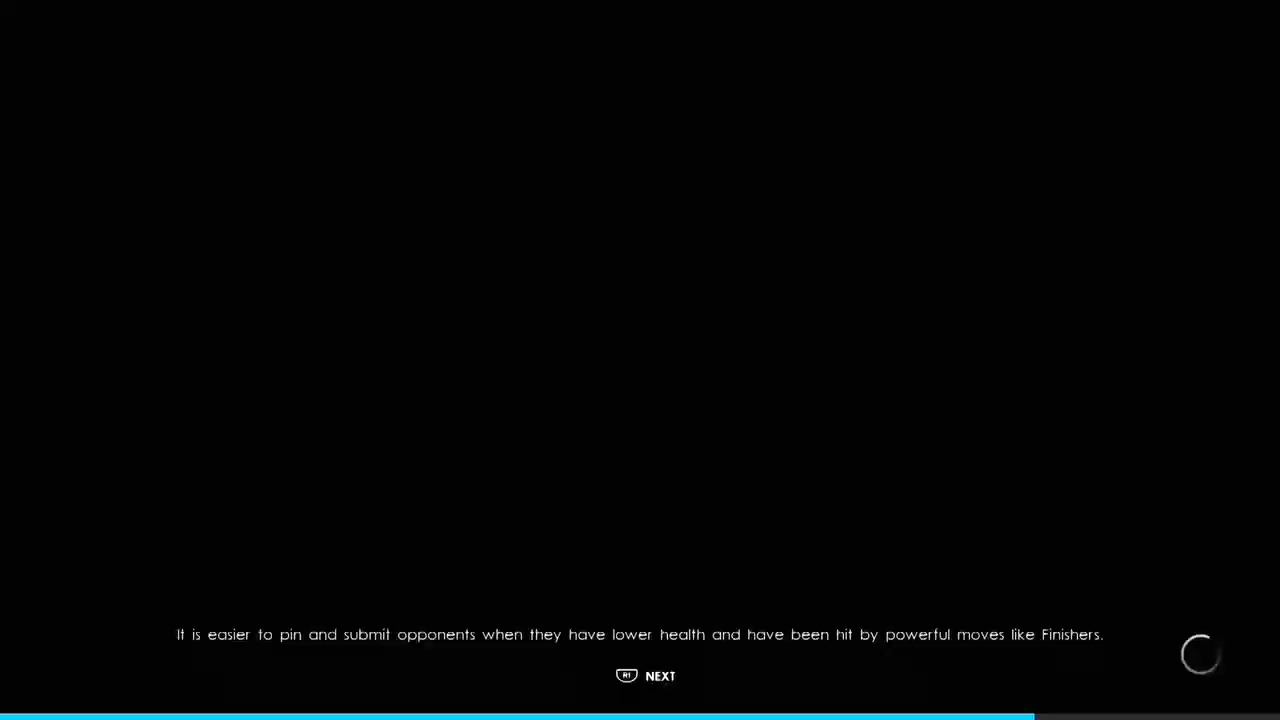 It is easier to pin and submit opponents when they have lower health and have been hit by powerful moves like Finishers.
R1 NEXT